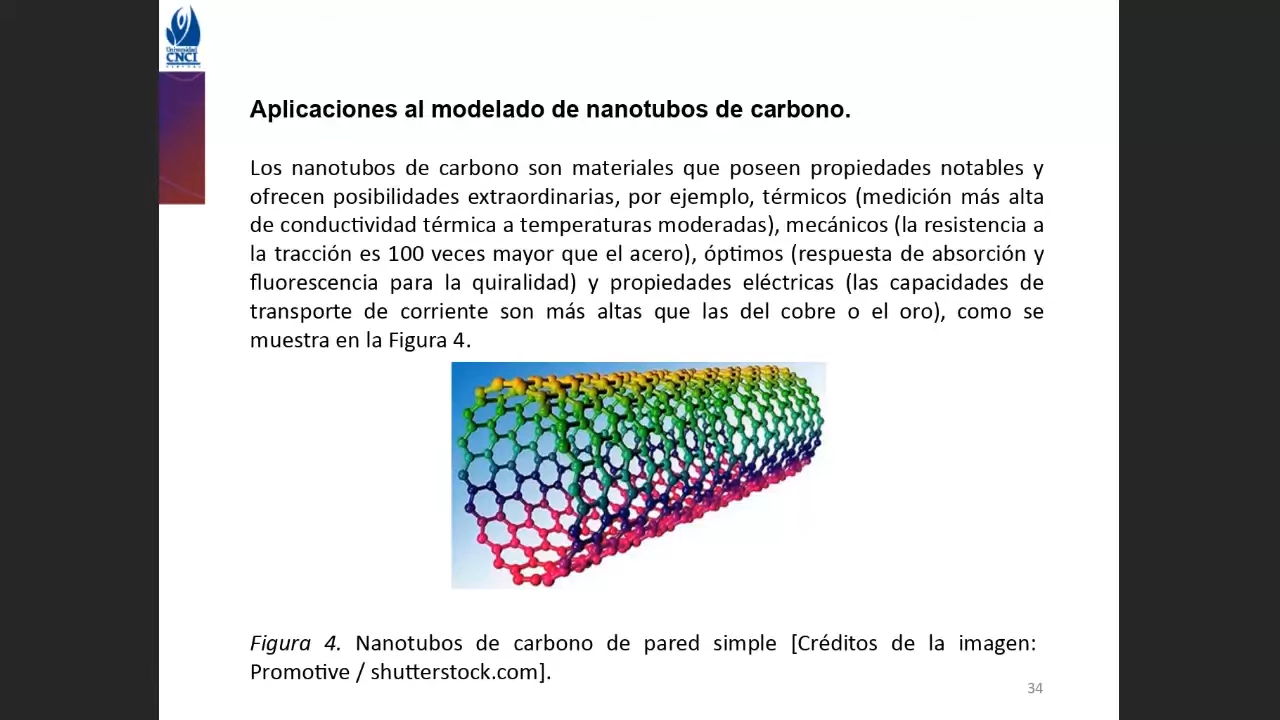 Universidad
CNCI
VIRTUAL
Aplicaciones al modelado de nanotubos de carbono.
Los nanotubos de carbono son materiales que poseen propiedades notables y
ofrecen posibilidades extraordinarias, por ejemplo, térmicos (medición más alta
de conductividad térmica a temperaturas moderadas), mecánicos (la resistencia a
la tracción es 100 veces mayor que el acero), óptimos (respuesta de absorción y
fluorescencia para la quiralidad) y propiedades eléctricas (las capacidades de
transporte de corriente son más altas que las del cobre o el oro), como se
muestra en la Figura 4.
Figura 4. Nanotubos de carbono de pared simple [Créditos de la imagen:
Promotive / shutterstock.com].
34